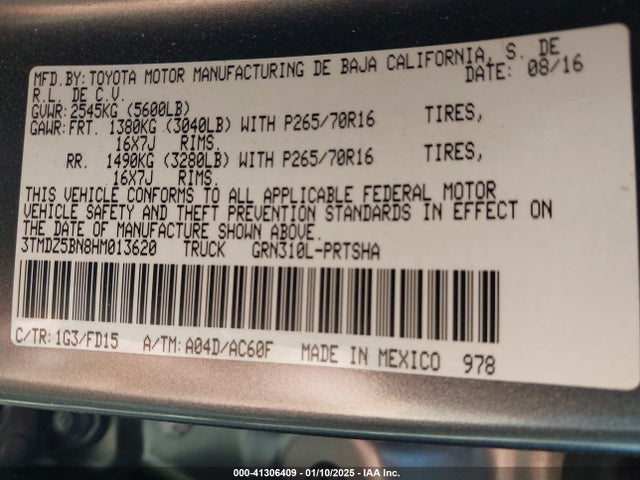 MFD.BY: TOYOTA MOTOR MANUFACTURING DE BAJA CALIFORNIA, S. DE
R.L. DE C.V. DATE: 08/16
GVWR: 2545KG (5600LB)
GAWR: FRT. 1380KG (3040LB) WITH P265/70R16 TIRES,
16X7J RIMS.
RR. 1490KG (3280LB) WITH P265/70R16 TIRES,
16X7J RIMS.
THIS VEHICLE CONFORMS TO ALL APPLICABLE FEDERAL MOTOR
VEHICLE SAFETY AND THEFT PREVENTION STANDARDS IN EFFECT ON
THE DATE OF MANUFACTURE SHOWN ABOVE.
3TMDZ5BN8HM013620 TRUCK GRN310L-PRTSHA
C/TR: 1G3/FD15 A/TM: A04D/AC60F MADE IN MEXICO 978
000-41306409 - 01/10/2025 - IAA Inc.